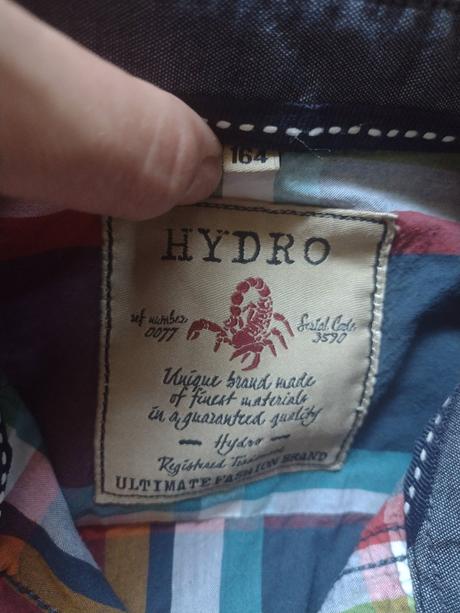 164
HYDRO
ref number
0077
Serial Code
3590
Unique brand made
of finest materials
in a guaranteed quality
— Hydro —
Registered Trademark
ULTIMATE FASHION BRAND